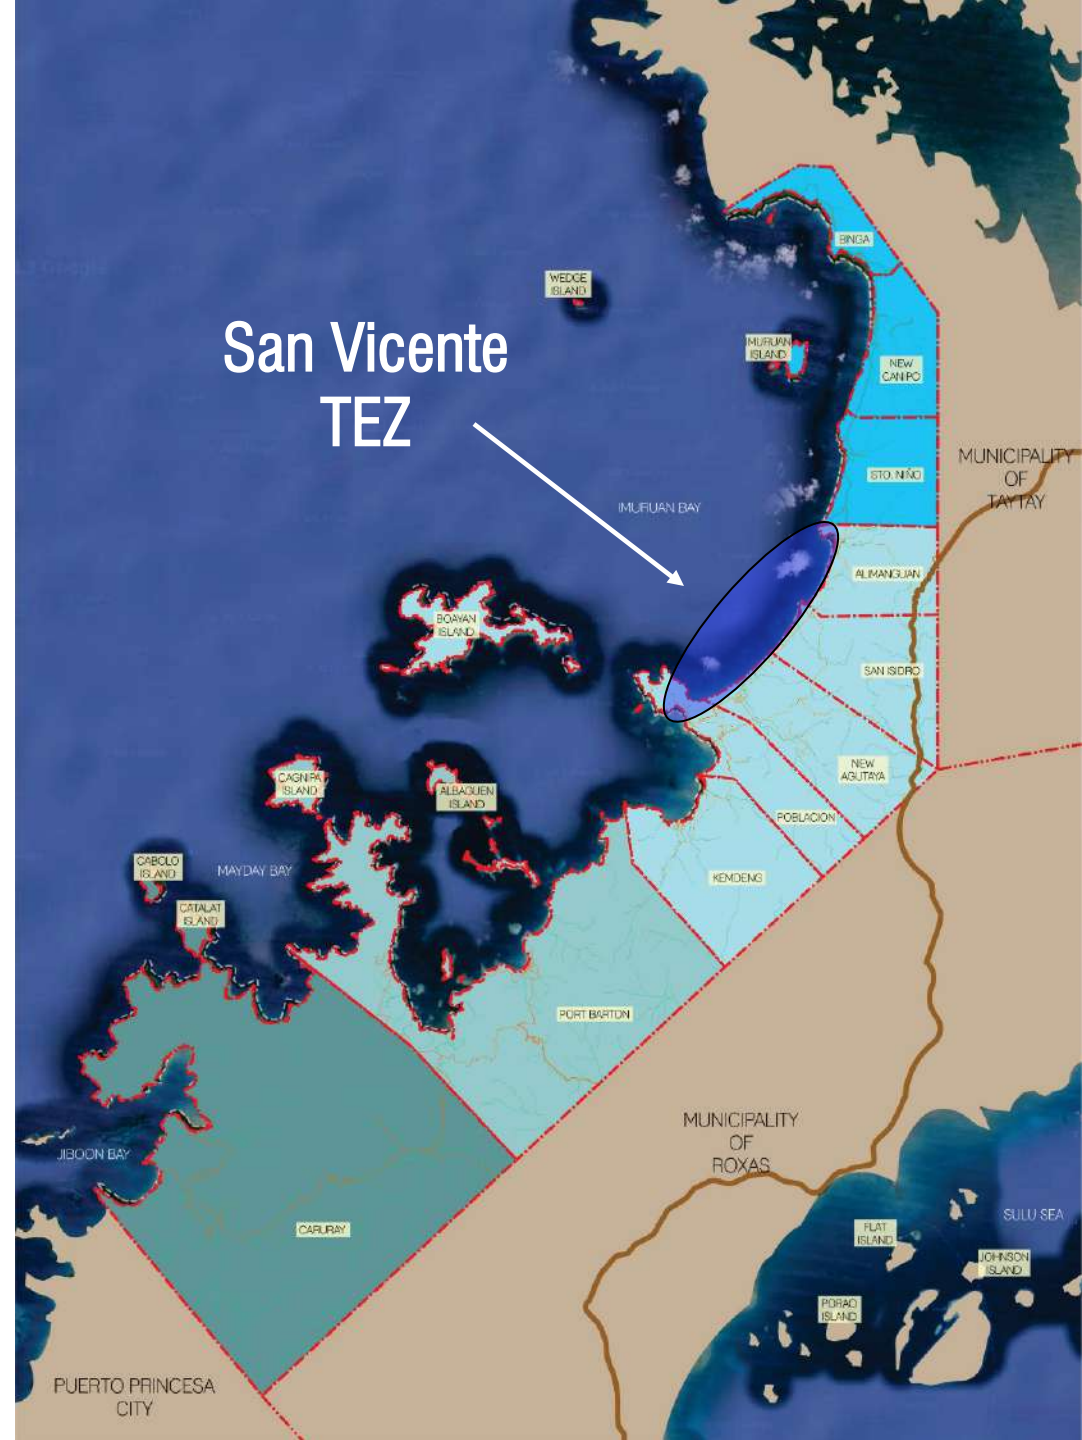 BINGA
WEDGE
ISLAND
San Vicente
TEZ
IMURUAN
ISLAND
NEW
CANIPO
MUNICIPALITY
OF
TAYTAY
STO. NIÑO
IMURUAN BAY
ALIMANGUAN
BOAYAN
ISLAND
SAN ISIDRO
CAGNIPA
ISLAND
ALBAGUEN
ISLAND
NEW
AGUTAYA
POBLACION
CABOLO
ISLAND
MAYDAY BAY
KEMDENG
CATALAT
ISLAND
PORT BARTON
MUNICIPALITY
OF
ROXAS
JIBOON BAY
CARURAY
SULU SEA
FLAT
ISLAND
JOHNSON
ISLAND
ISLAND
PUERTO PRINCESA
CITY